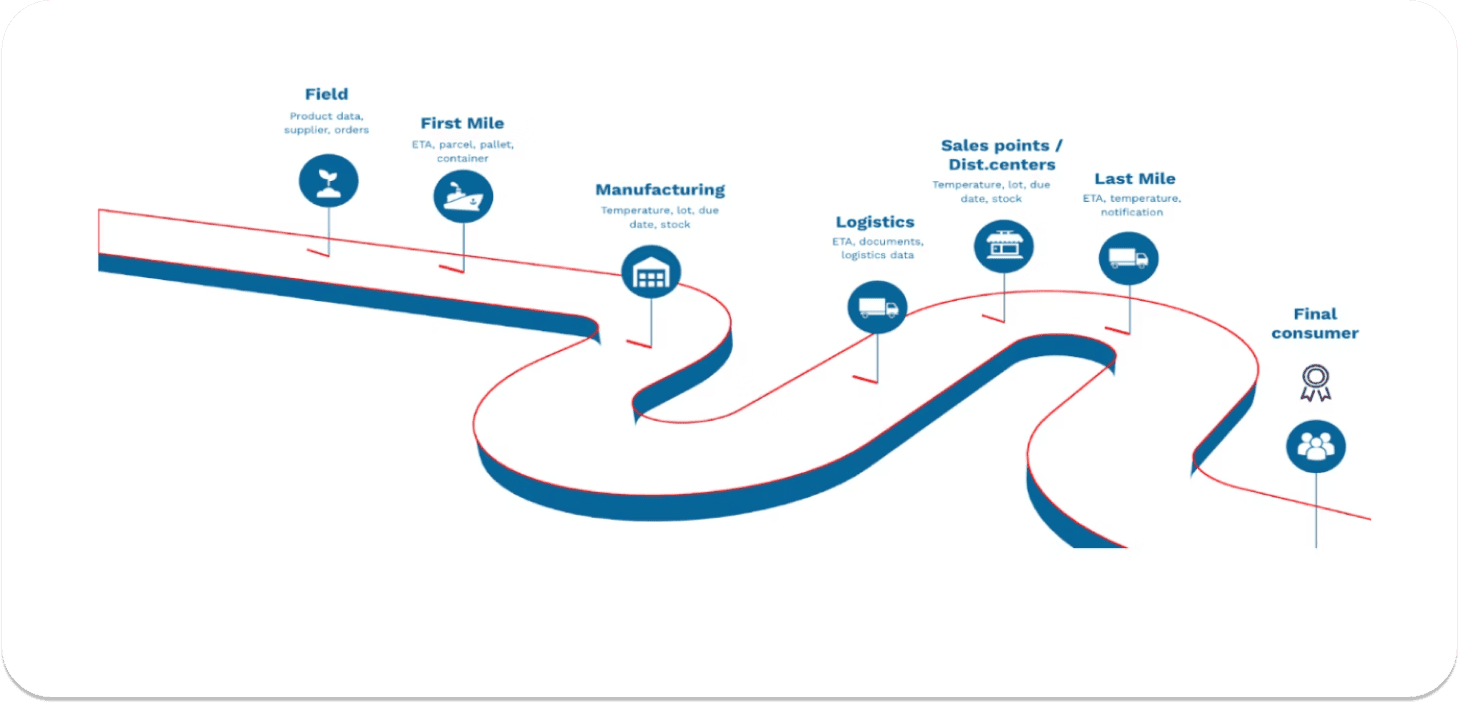 Field
Product data,
supplier, orders
First Mile
ETA, parcel, pallet,
container
Manufacturing
Temperature, lot, due
date, stock
Logistics
ETA, documents,
logistics data
Sales points /
Dist.centers
Temperature, lot, due
date, stock
Last Mile
ETA, temperature,
notification
Final
consumer